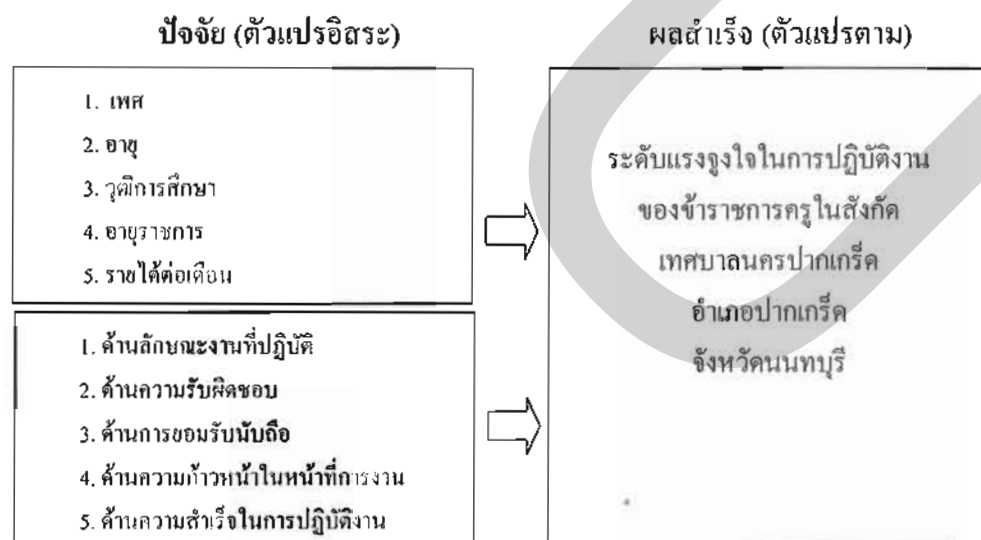 ปัจจัย (ตัวแปรอิสระ)
1. เพศ
2. อายุ
3. วุฒิการศึกษา
4. อายุราชการ
5. รายได้ต่อเดือน
1. ด้านลักษณะงานที่ปฏิบัติ
2. ด้านความรับผิดชอบ
3. ด้านการยอมรับนับถือ
4. ด้านความก้าวหน้าในหน้าที่การงาน
5. ด้านความสำเร็จในการปฏิบัติงาน
ผลสำเร็จ (ตัวแปรตาม)
ระดับแรงจูงใจในการปฏิบัติงาน
ของข้าราชการครูในสังกัด
เทศบาลนครปากเกร็ด
อำเภอปากเกร็ด
จังหวัดนนทบุรี